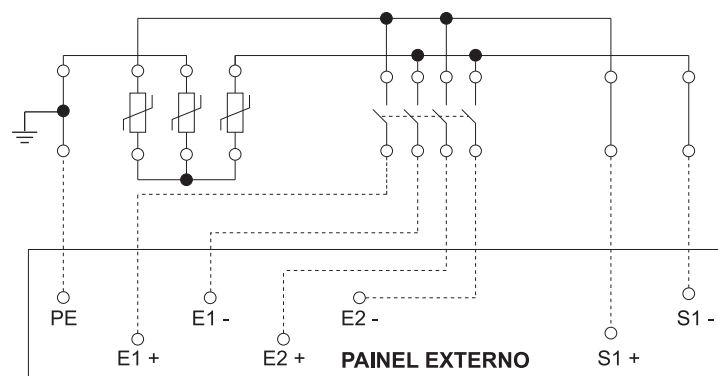 PE
E1 -
E2 -
S1 -
E1 +
E2 +
PAINEL EXTERNO
S1 +